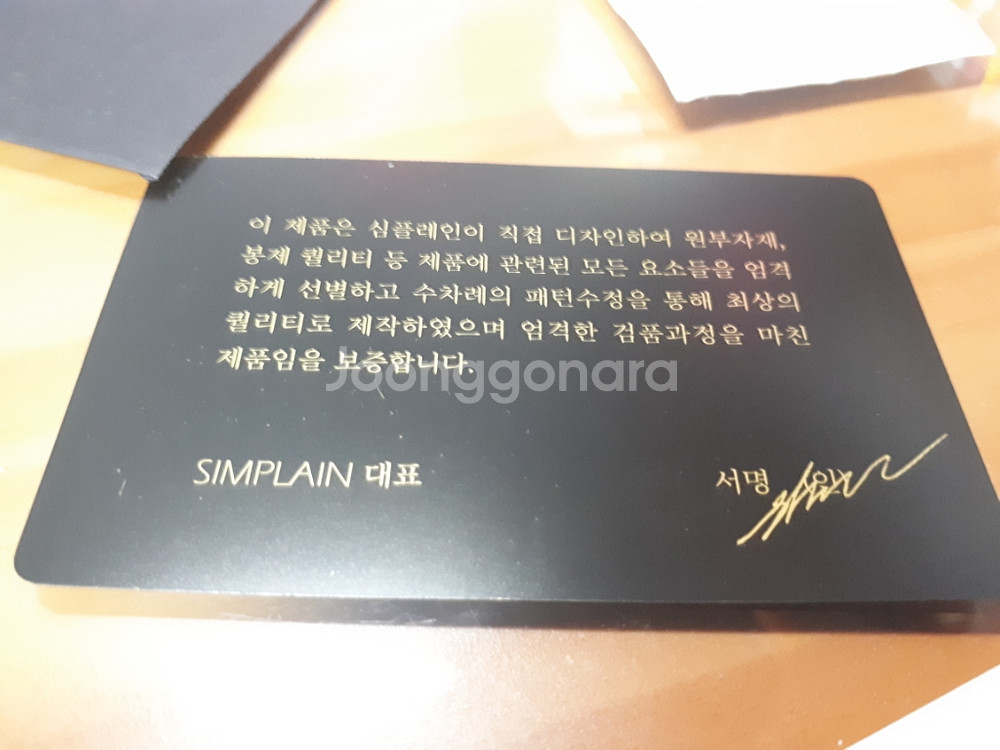 이 제품은 심플레인이 직접 디자인하여 원부자재,
봉제 퀄리티 등 제품에 관련된 모든 요소들을 엄격
하게 선별하고 수차례의 패턴수정을 통해 최상의
퀄리티로 제작하였으며 엄격한 검품과정을 마친
제품임을 보증합니다.
Joonggonara
SIMPLAIN 대표
서명